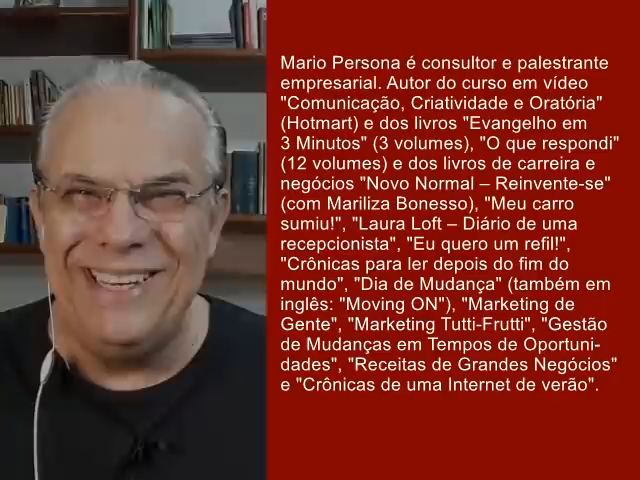 Mario Persona é consultor e palestrante
empresarial. Autor do curso em vídeo
"Comunicação, Criatividade e Oratória"
(Hotmart) e dos livros "Evangelho em
3 Minutos" (3 volumes), "O que respondi"
(12 volumes) e dos livros de carreira e
negócios "Novo Normal – Reinvente-se"
(com Mariliza Bonesso), "Meu carro
sumiu!", "Laura Loft – Diário de uma
recepcionista", "Eu quero um refil!",
"Crônicas para ler depois do fim do
mundo", "Dia de Mudança" (também em
inglês: "Moving ON"), "Marketing de
Gente", "Marketing Tutti-Frutti", "Gestão
de Mudanças em Tempos de Oportuni-
dades", "Receitas de Grandes Negócios"
e "Crônicas de uma Internet de verão".